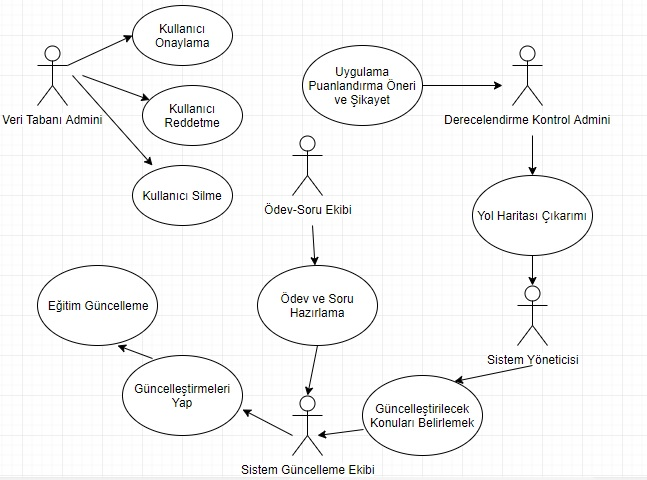 Kullanıcı
Onaylama
Veri Tabanı Admini
Kullanıcı
Reddetme
Kullanıcı Silme
Uygulama
Puanlandırma Öneri
ve Şikayet
Derecelendirme Kontrol Admini
Ödev-Soru Ekibi
Yol Haritası Çıkarımı
Eğitim Güncelleme
Ödev ve Soru
Hazırlama
Sistem Yöneticisi
Güncelleştirmeleri
Yap
Güncelleştirilecek
Konuları Belirlemek
Sistem Güncelleme Ekibi